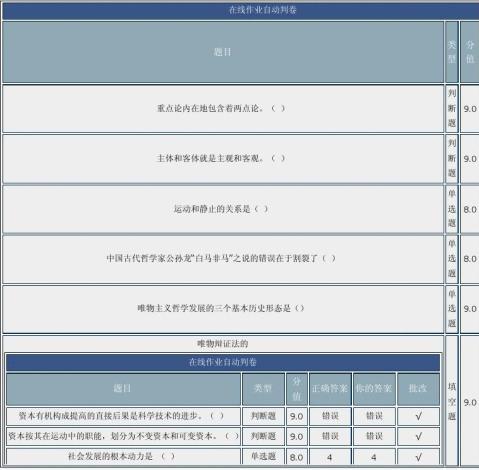 在线作业自动判卷
题目 类型 分值
重点论内在地包含着两点论。（ ） 判断题 9.0
主体和客体就是主观和客观。（ ） 判断题 9.0
运动和静止的关系是（ ） 单选题 8.0
中国古代哲学家公孙龙“白马非马”之说的错误在于割裂了（ ） 单选题 8.0
唯物主义哲学发展的三个基本历史形态是（） 单选题 9.0
唯物辩证法的 填空题 9.0
在线作业自动判卷
题目 类型 分值 正确答案 你的答案 批改
资本有机构成提高的直接后果是科学技术的进步。（ ） 判断题 9.0 错误 错误 √
资本按其在运动中的职能，划分为不变资本和可变资本。（ ） 判断题 9.0 错误 错误 √
社会发展的根本动力是 （ ） 单选题 8.0 4 4 √